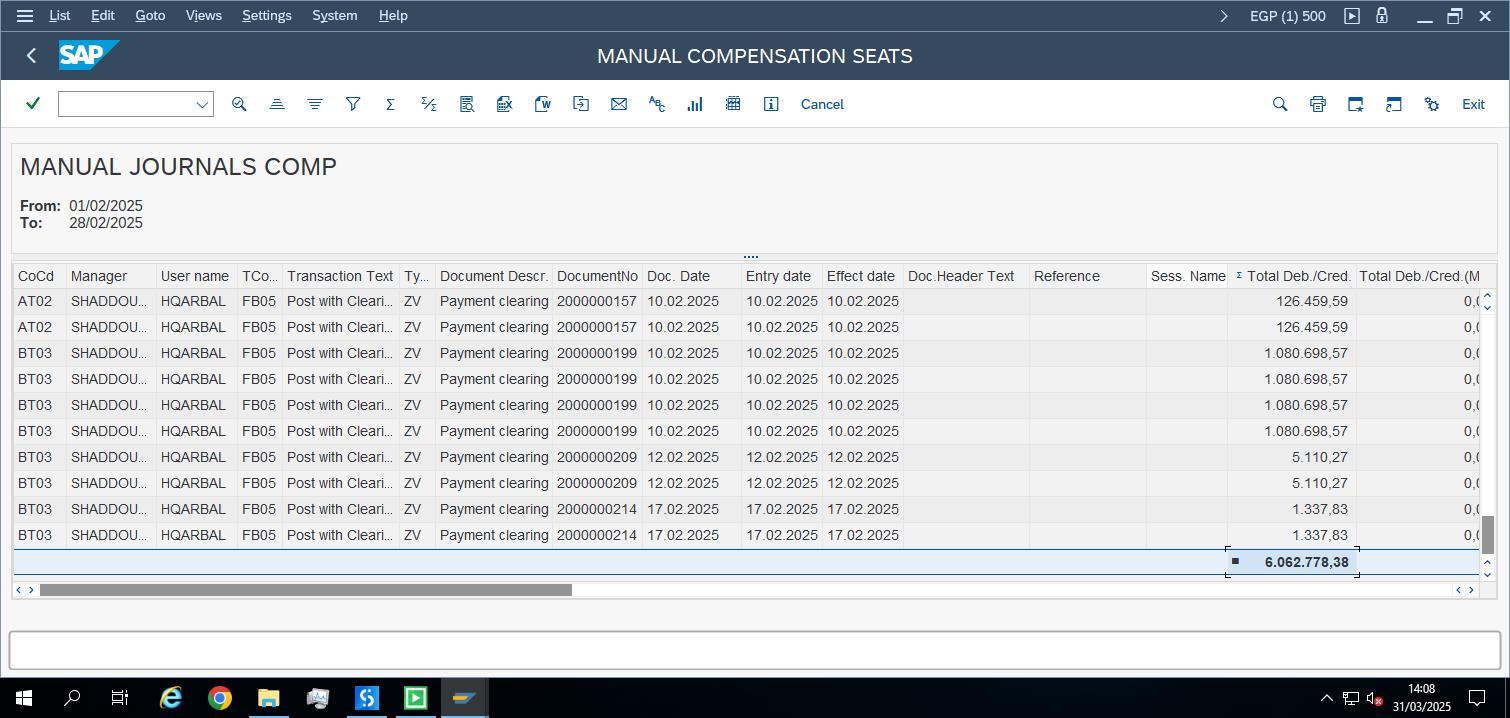 List Edit Goto Views Settings System Help EGP (1) 500
SAP MANUAL COMPENSATION SEATS
Cancel Exit
MANUAL JOURNALS COMP
From: 01/02/2025
To: 28/02/2025
CoCd Manager User name TCo... Transaction Text Ty... Document Descr. DocumentNo Doc. Date Entry date Effect date Doc.Header Text Reference Sess. Name Σ Total Deb./Cred. Total Deb./Cred.(M
AT02 SHADDOU... HQARBAL FB05 Post with Cleari... ZV Payment clearing 2000000157 10.02.2025 10.02.2025 10.02.2025 126.459,59 0,0
AT02 SHADDOU... HQARBAL FB05 Post with Cleari... ZV Payment clearing 2000000157 10.02.2025 10.02.2025 10.02.2025 126.459,59 0,0
BT03 SHADDOU... HQARBAL FB05 Post with Cleari... ZV Payment clearing 2000000199 10.02.2025 10.02.2025 10.02.2025 1.080.698,57 0,0
BT03 SHADDOU... HQARBAL FB05 Post with Cleari... ZV Payment clearing 2000000199 10.02.2025 10.02.2025 10.02.2025 1.080.698,57 0,0
BT03 SHADDOU... HQARBAL FB05 Post with Cleari... ZV Payment clearing 2000000199 10.02.2025 10.02.2025 10.02.2025 1.080.698,57 0,0
BT03 SHADDOU... HQARBAL FB05 Post with Cleari... ZV Payment clearing 2000000199 10.02.2025 10.02.2025 10.02.2025 1.080.698,57 0,0
BT03 SHADDOU... HQARBAL FB05 Post with Cleari... ZV Payment clearing 2000000209 12.02.2025 12.02.2025 12.02.2025 5.110,27 0,0
BT03 SHADDOU... HQARBAL FB05 Post with Cleari... ZV Payment clearing 2000000209 12.02.2025 12.02.2025 12.02.2025 5.110,27 0,0
BT03 SHADDOU... HQARBAL FB05 Post with Cleari... ZV Payment clearing 2000000214 17.02.2025 17.02.2025 17.02.2025 1.337,83 0,0
BT03 SHADDOU... HQARBAL FB05 Post with Cleari... ZV Payment clearing 2000000214 17.02.2025 17.02.2025 17.02.2025 1.337,83 0,0
6.062.778,38
14:08
31/03/2025